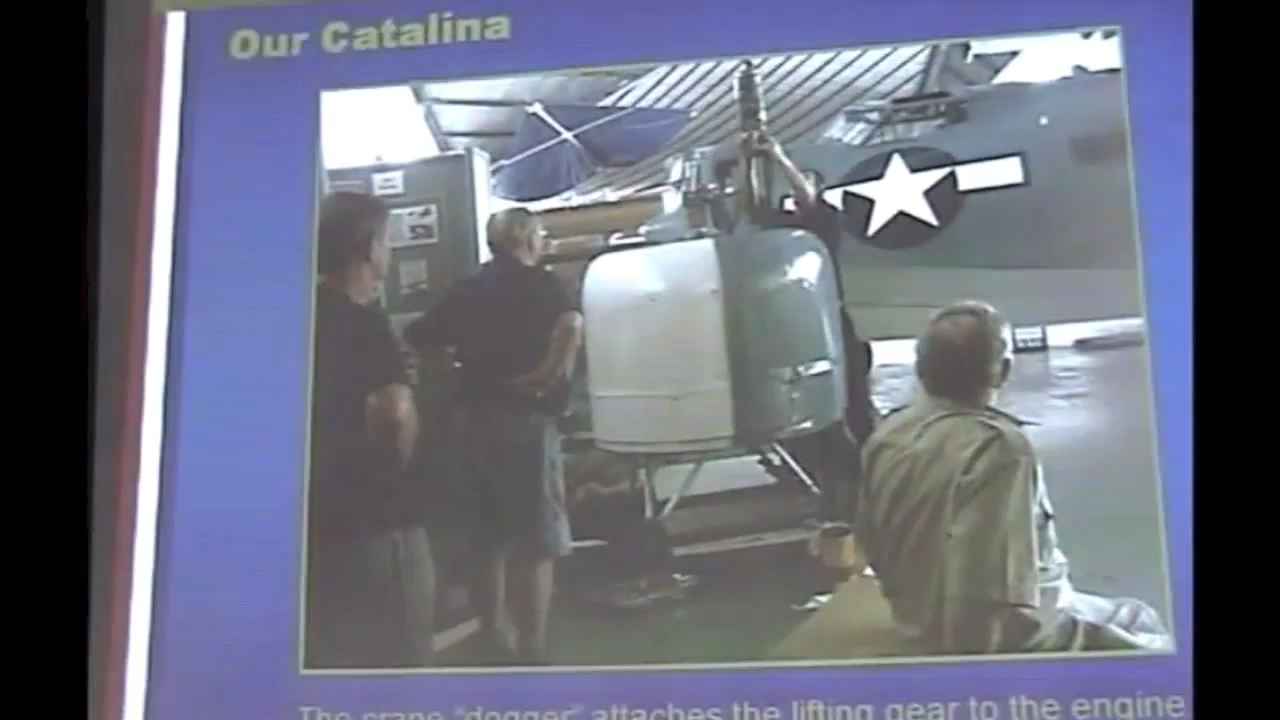 Our Catalina
The crane "dogger" attaches the lifting gear to the engine